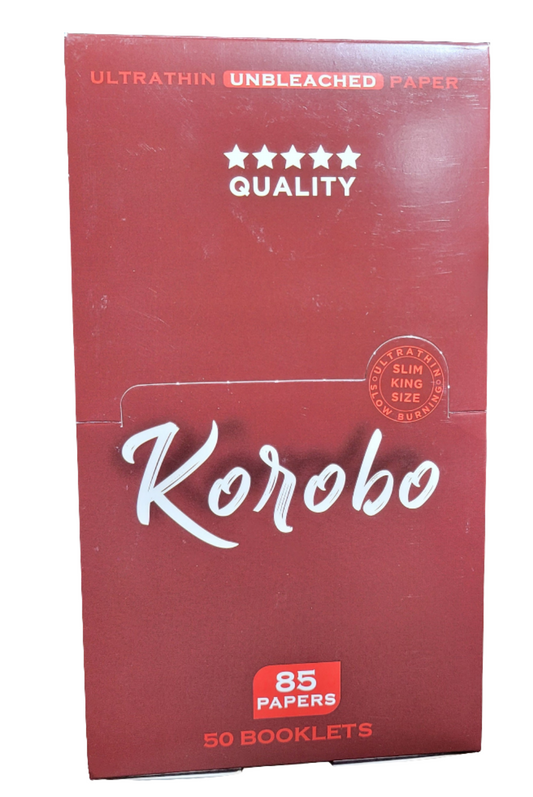 ULTRATHIN UNBLEACHED PAPER
QUALITY
ULTRATHIN
SLIM
KING
SIZE
SLOW BURNING
Korobo
85
PAPERS
50 BOOKLETS